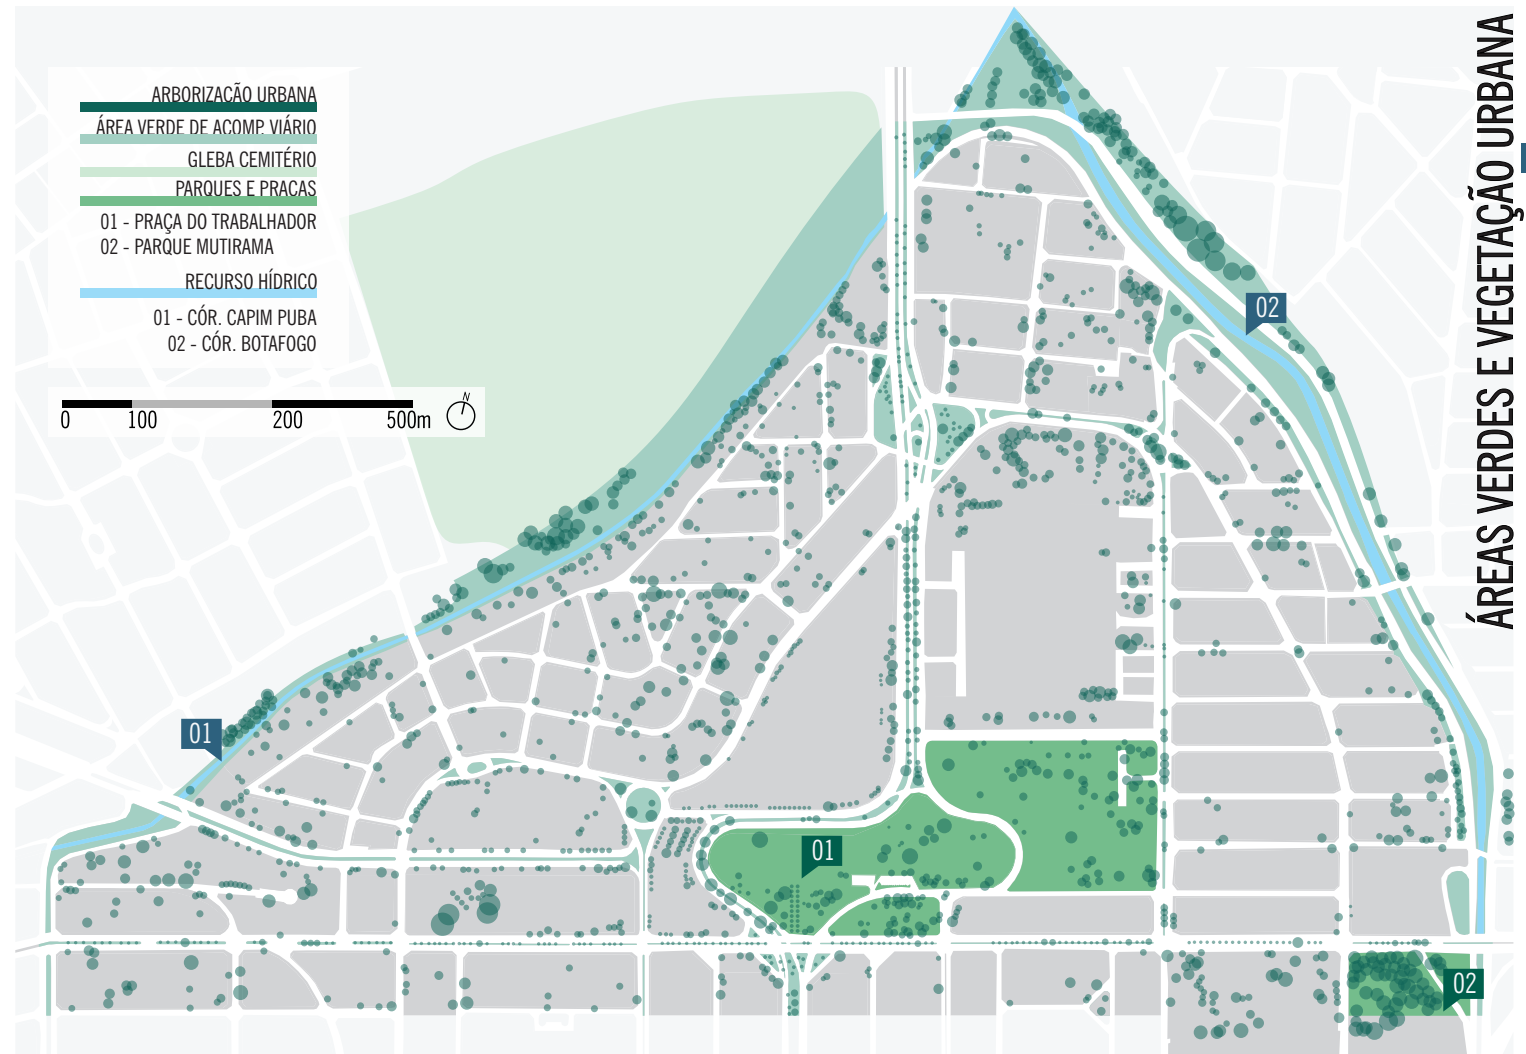 ARBORIZAÇÃO URBANA
ÁREA VERDE DE ACOMP. VIÁRIO
GLEBA CEMITÉRIO
PARQUES E PRAÇAS
01 - PRAÇA DO TRABALHADOR
02 - PARQUE MUTIRAMA
RECURSO HÍDRICO
01 - CÓR. CAPIM PUBA
02 - CÓR. BOTAFOGO
0 100 200 500m
N
ÁREAS VERDES E VEGETAÇÃO URBANA
02
01
01
02